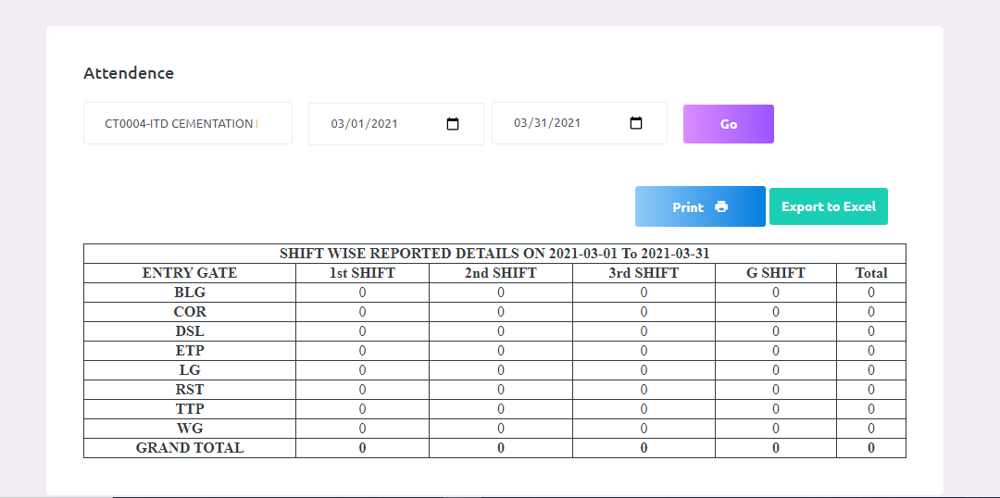 Attendence
CT0004-ITD CEMENTATION
03/01/2021
03/31/2021
Go
Print
Export to Excel
SHIFT WISE REPORTED DETAILS ON 2021-03-01 To 2021-03-31
ENTRY GATE 1st SHIFT 2nd SHIFT 3rd SHIFT G SHIFT Total
BLG 0 0 0 0 0
COR 0 0 0 0 0
DSL 0 0 0 0 0
ETP 0 0 0 0 0
LG 0 0 0 0 0
RST 0 0 0 0 0
TTP 0 0 0 0 0
WG 0 0 0 0 0
GRAND TOTAL 0 0 0 0 0